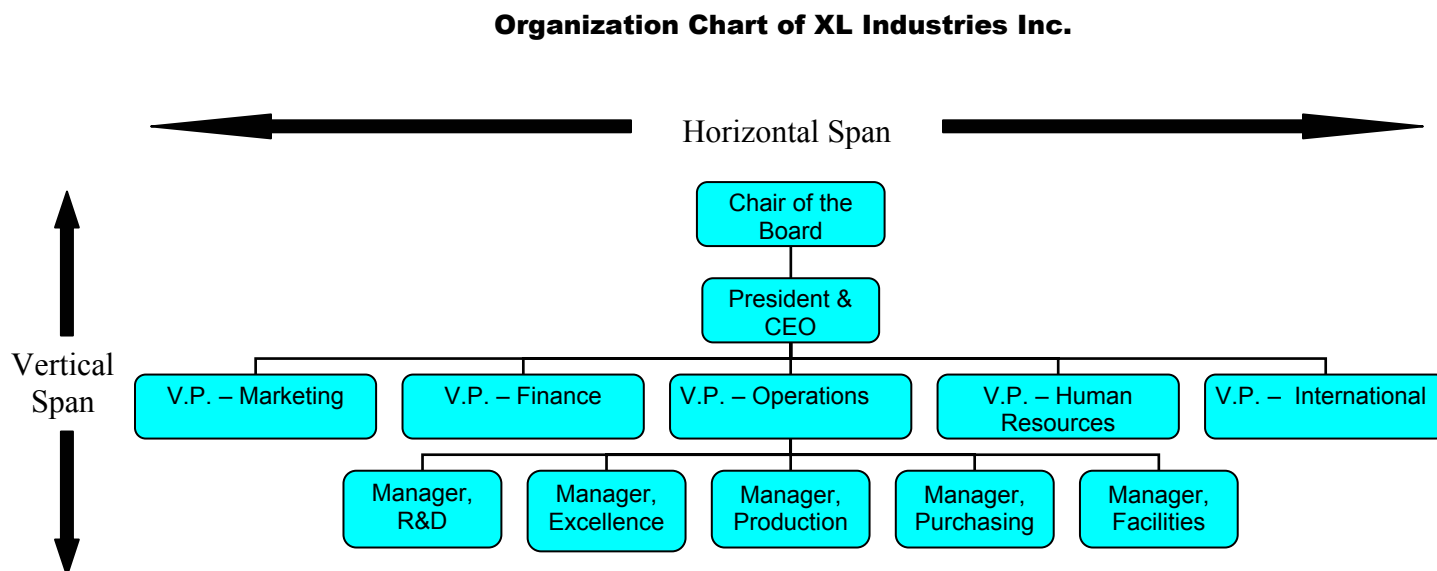 Organization Chart of XL Industries Inc.
Horizontal Span
Chair of the
Board
President &
CEO
Vertical
Span
V.P. – Marketing
V.P. – Finance
V.P. – Operations
V.P. – Human
Resources
V.P. –  International
Manager,
R&D
Manager,
Excellence
Manager,
Production
Manager,
Purchasing
Manager,
Facilities